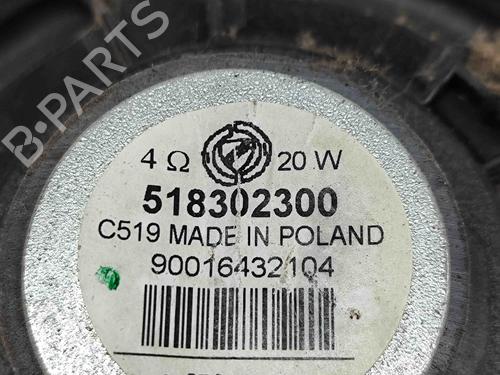 B-PARTS
4 Ω 20 W
518302300
C519 MADE IN POLAND
90016432104